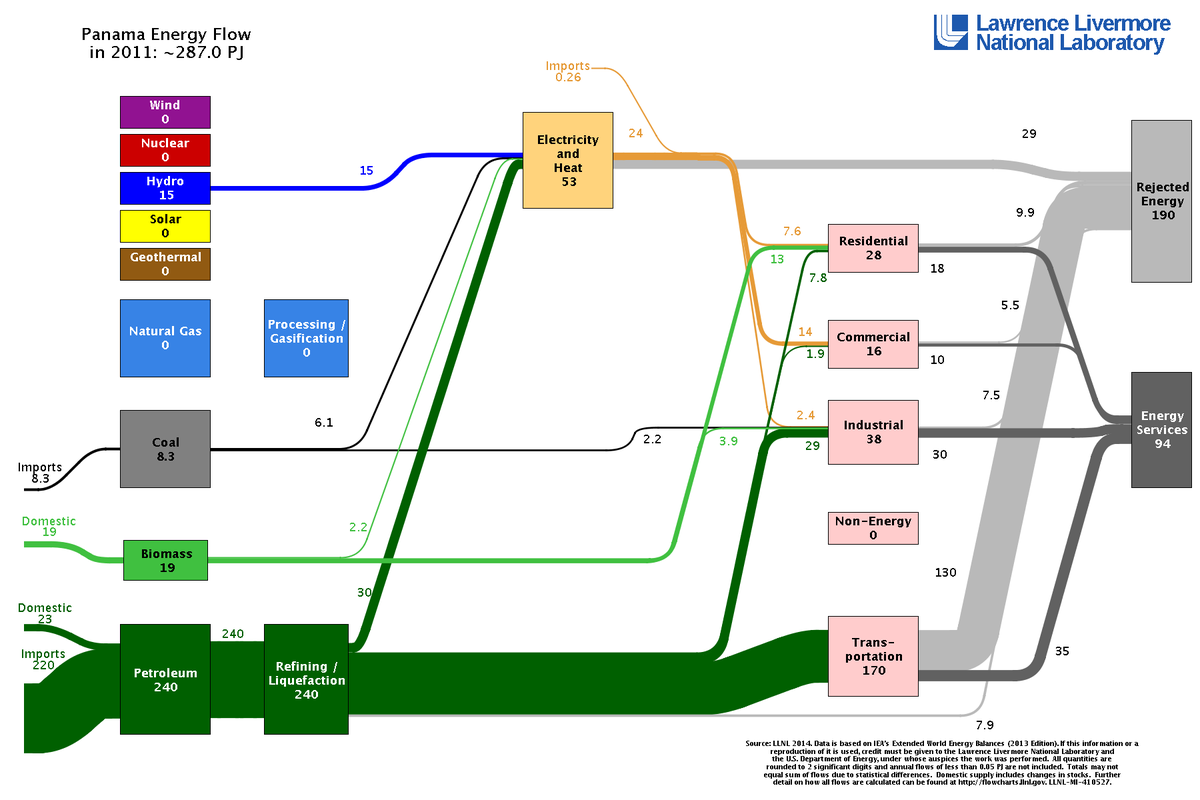 Panama Energy Flow
in 2011: ~287.0 PJ
Lawrence Livermore
National Laboratory
Wind
0
Nuclear
0
Hydro
15
Solar
0
Geothermal
0
Natural Gas
0
Processing /
Gasification
0
Coal
8.3
Imports
8.3
Domestic
19
Biomass
19
Domestic
23
Imports
220
Petroleum
240
240
Refining /
Liquefaction
240
15
6.1
2.2
30
Imports
0.26
Electricity
and
Heat
53
24
7.6
13
7.8
14
1.9
2.4
2.2
3.9
29
Residential
28
Commercial
16
Industrial
38
Non-Energy
0
Trans-
portation
170
29
9.9
18
5.5
10
7.5
30
130
35
7.9
Rejected
Energy
190
Energy
Services
94
Source: LLNL 2014. Data is based on IEA's Extended World Energy Balances (2013 Edition). If this information or a
reproduction of it is used, credit must be given to the Lawrence Livermore National Laboratory and
the U.S. Department of Energy, under whose auspices the work was performed. All quantities are
rounded to 2 significant digits and annual flows of less than 0.05 PJ are not included. Totals may not
equal sum of flows due to statistical differences. Domestic supply includes changes in stocks. Further
detail on how all flows are calculated can be found at http://flowcharts.llnl.gov. LLNL-MI-410527.